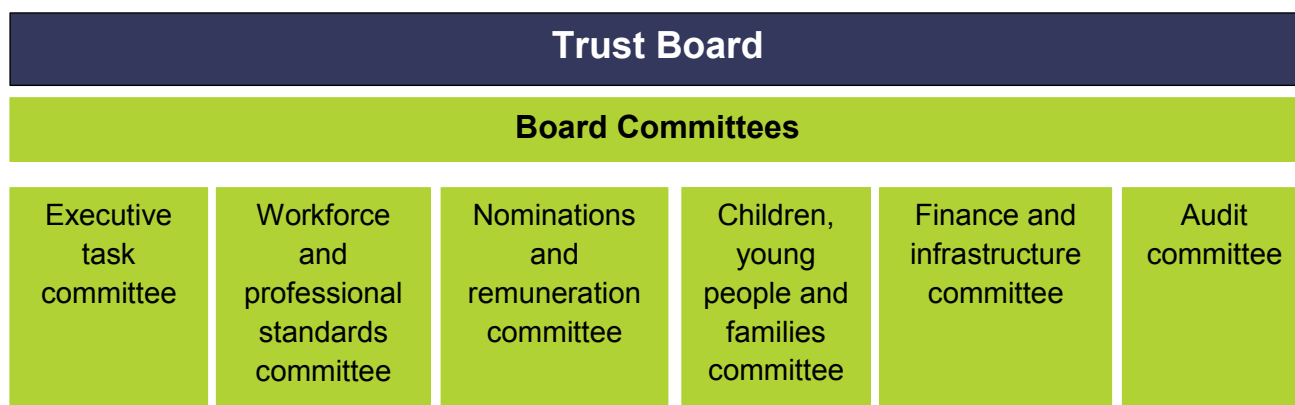 Trust Board
Board Committees
Executive
task
committee
Workforce
and
professional
standards
committee
Nominations
and
remuneration
committee
Children,
young
people and
families
committee
Finance and
infrastructure
committee
Audit
committee